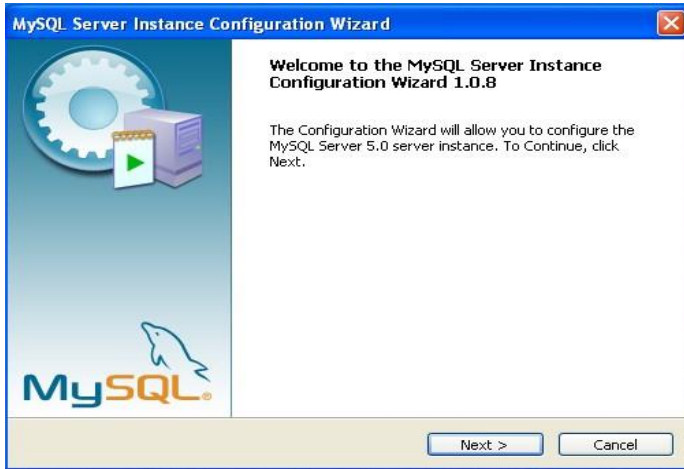 MySQL Server Instance Configuration Wizard
Welcome to the MySQL Server Instance
Configuration Wizard 1.0.8
The Configuration Wizard will allow you to configure the
MySQL Server 5.0 server instance. To Continue, click
Next.
MySQL®
Next >
Cancel